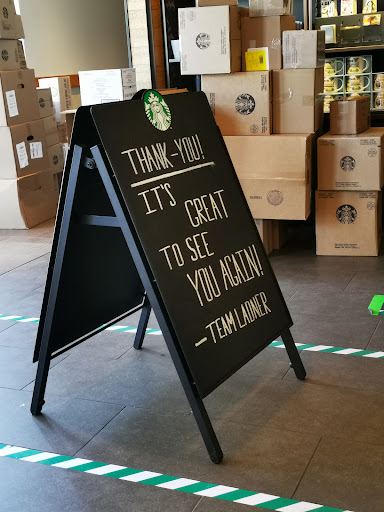 THANK-YOU!
IT'S
GREAT
TO SEE
YOU AGAIN!
- TEAM LADNER